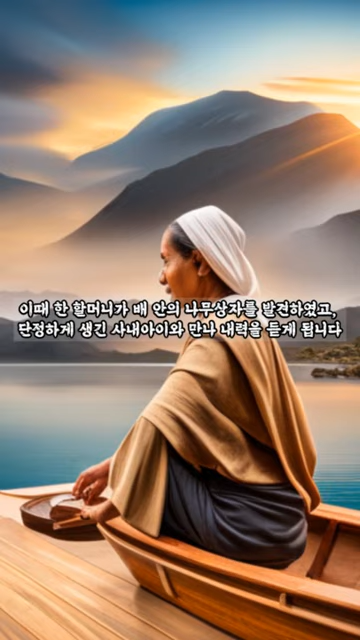 이때 한 할머니가 배 안의 나무상자를 발견하였고,
단정하게 생긴 사내아이와 만나 내력을 듣게 됩니다